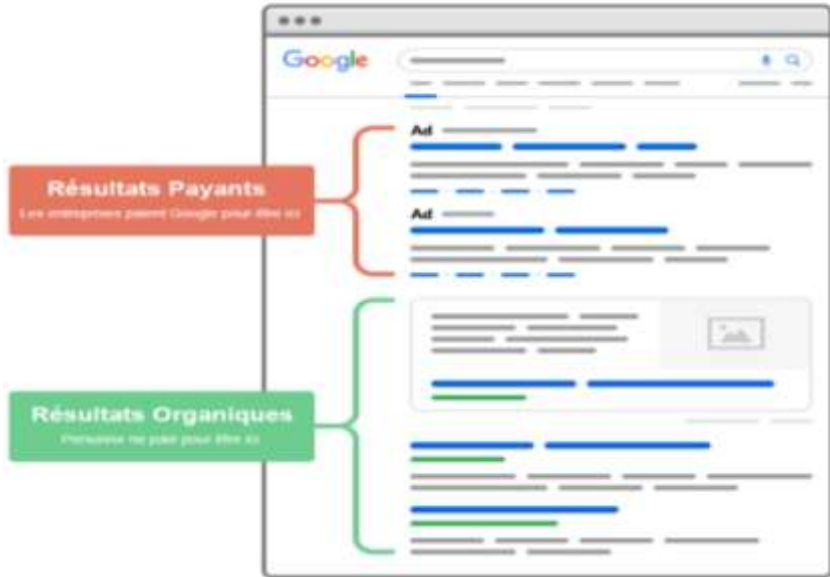 Google
Ad
Résultats Payants
Les entreprises paient Google pour être ici
Ad
Résultats Organiques
Personne ne paie pour être ici